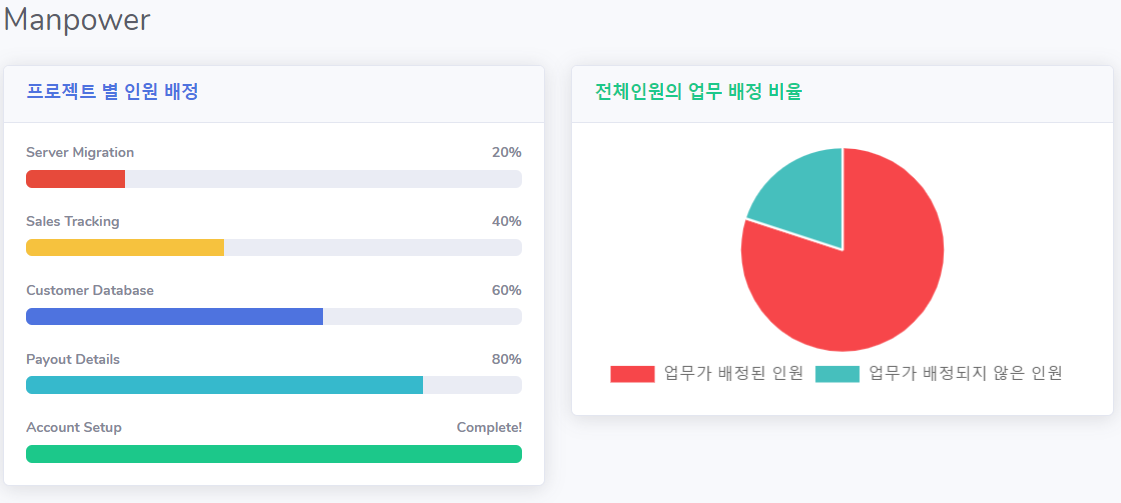 Manpower
프로젝트 별 인원 배정
Server Migration 20%
Sales Tracking 40%
Customer Database 60%
Payout Details 80%
Account Setup Complete!
전체인원의 업무 배정 비율
업무가 배정된 인원 업무가 배정되지 않은 인원